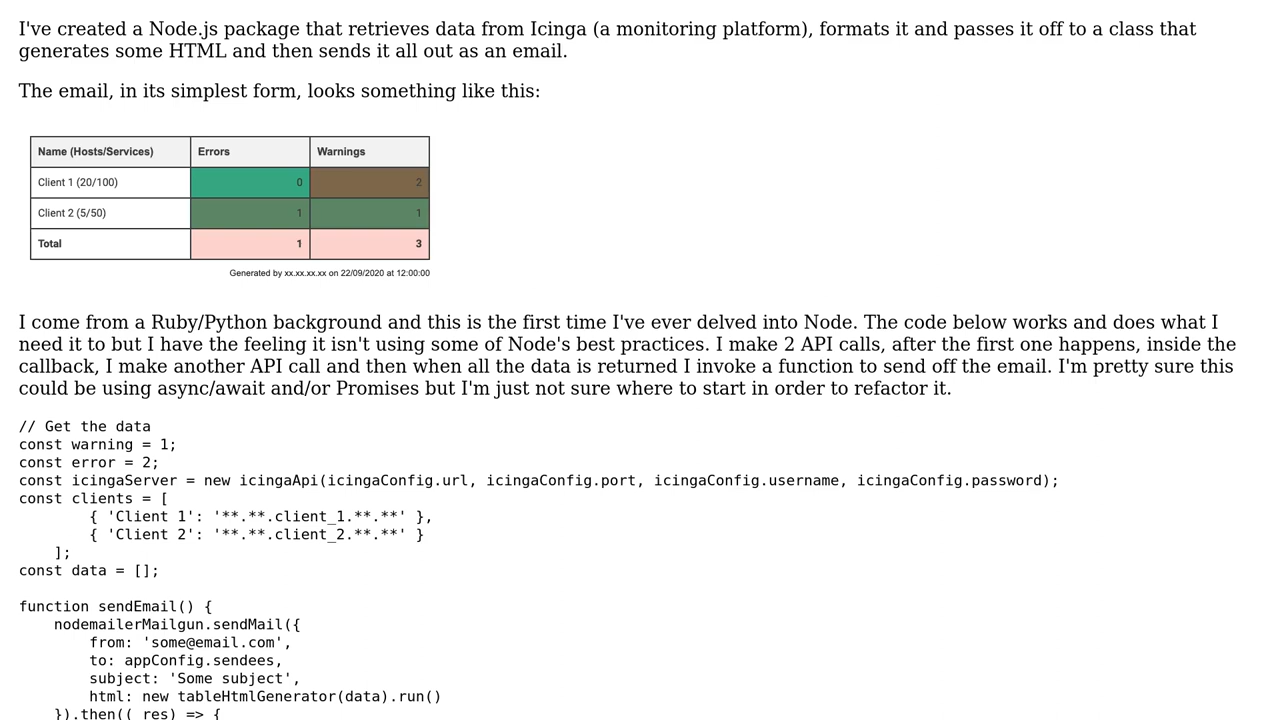 I've created a Node.js package that retrieves data from Icinga (a monitoring platform), formats it and passes it off to a class that
generates some HTML and then sends it all out as an email.
The email, in its simplest form, looks something like this:
Name (Hosts/Services) Errors Warnings
Client 1 (20/100) 0 2
Client 2 (5/50) 1 1
Total 1 3
Generated by xx.xx.xx.xx on 22/09/2020 at 12:00:00
I come from a Ruby/Python background and this is the first time I've ever delved into Node. The code below works and does what I
need it to but I have the feeling it isn't using some of Node's best practices. I make 2 API calls, after the first one happens, inside the
callback, I make another API call and then when all the data is returned I invoke a function to send off the email. I'm pretty sure this
could be using async/await and/or Promises but I'm just not sure where to start in order to refactor it.
// Get the data
const warning = 1;
const error = 2;
const icingaServer = new icingaApi(icingaConfig.url, icingaConfig.port, icingaConfig.username, icingaConfig.password);
const clients = [
        { 'Client 1': '**.**.client_1.**.**' },
        { 'Client 2': '**.**.client_2.**.**' }
    ];
const data = [];
function sendEmail() {
    nodemailerMailgun.sendMail({
        from: 'some@email.com',
        to: appConfig.sendees,
        subject: 'Some subject',
        html: new tableHtmlGenerator(data).run()
    }).then(( res) => {